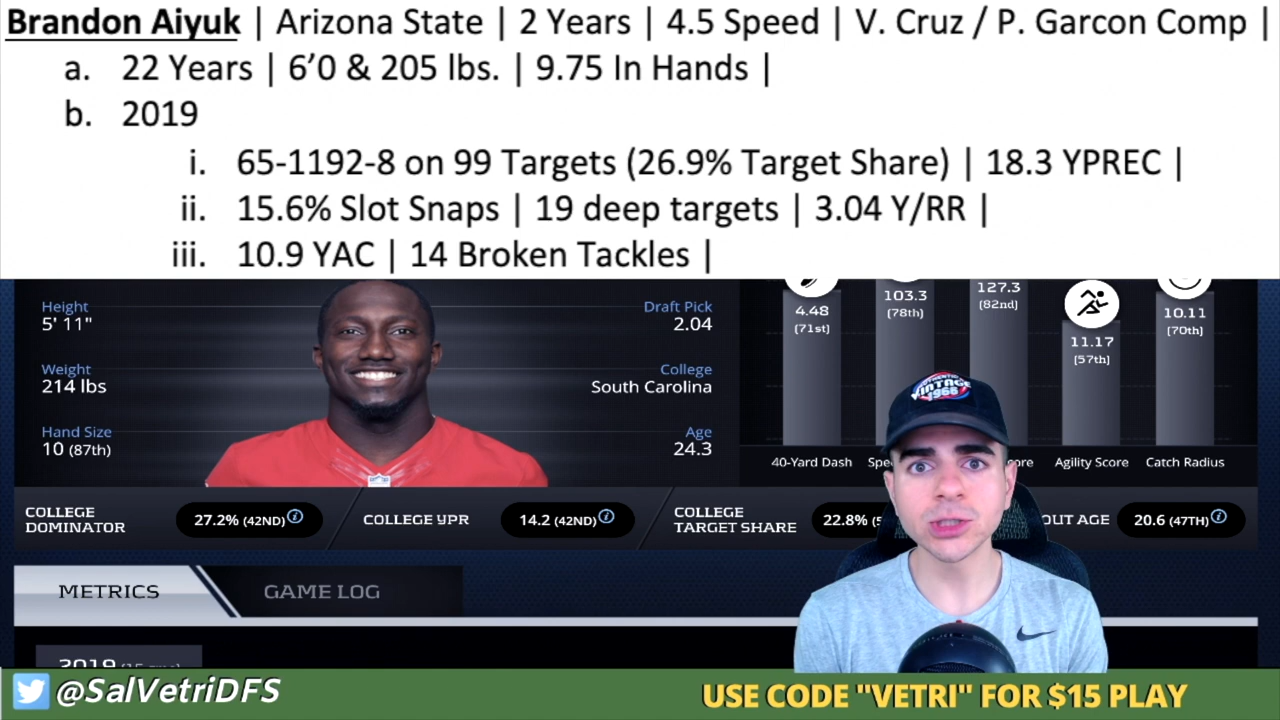 Brandon Aiyuk | Arizona State | 2 Years | 4.5 Speed | V. Cruz / P. Garcon Comp |
a. 22 Years | 6’0 & 205 lbs. | 9.75 In Hands |
b. 2019
i. 65-1192-8 on 99 Targets (26.9% Target Share) | 18.3 YPREC |
ii. 15.6% Slot Snaps | 19 deep targets | 3.04 Y/RR |
iii. 10.9 YAC | 14 Broken Tackles |
Height
5' 11"
Weight
214 lbs
Hand Size
10 (87th)
Draft Pick
2.04
College
South Carolina
Age
24.3
4.48
(71st)
103.3
(78th)
127.3
(82nd)
11.17
(57th)
10.11
(70th)
40-Yard Dash Agility Score Catch Radius
VINTAGE
1966
COLLEGE DOMINATOR 27.2% (42ND)
COLLEGE YPR 14.2 (42ND)
COLLEGE TARGET SHARE 22.8%
AGE 20.6 (47TH)
METRICS GAME LOG
2019
@SalVetriDFS
USE CODE "VETRI" FOR $15 PLAY